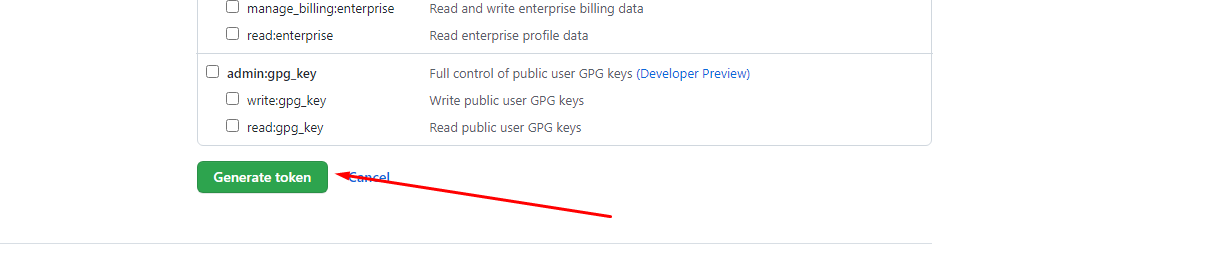 manage_billing:enterprise Read and write enterprise billing data
read:enterprise Read enterprise profile data
admin:gpg_key Full control of public user GPG keys (Developer Preview)
write:gpg_key Write public user GPG keys
read:gpg_key Read public user GPG keys
Generate token Cancel